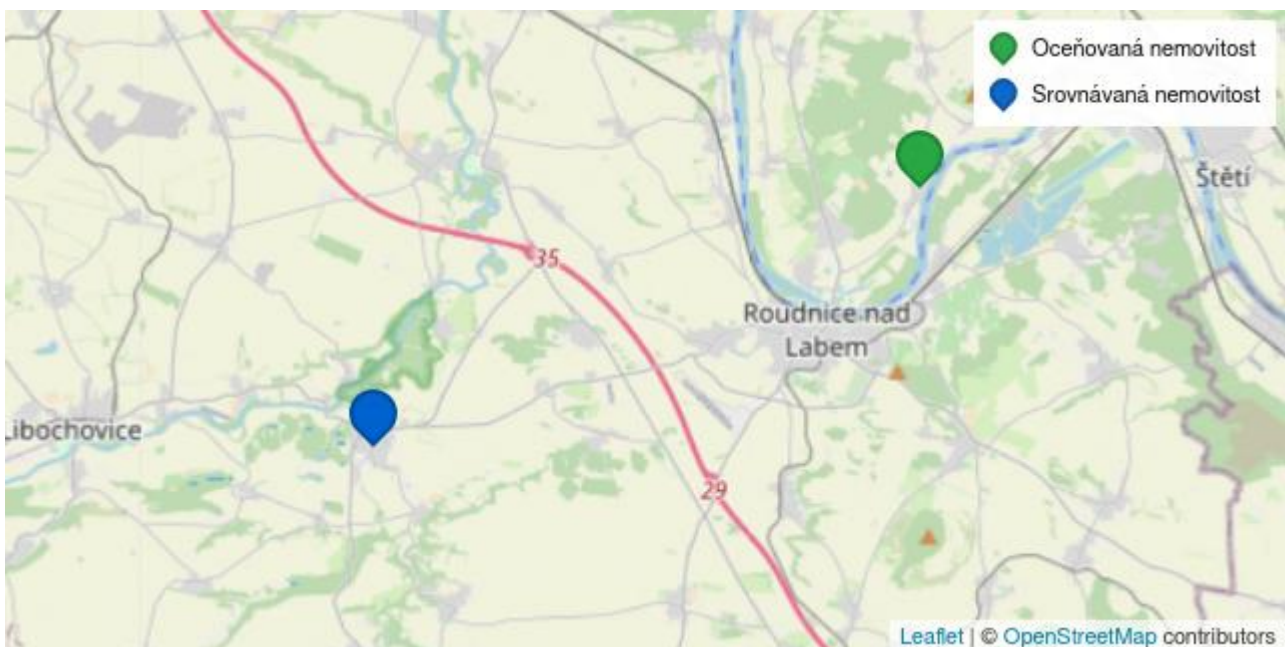 Oceňovaná nemovitost
Srovnávaná nemovitost
Štětí
35
Roudnice nad
Labem
Libochovice
29
Leaflet | © OpenStreetMap contributors